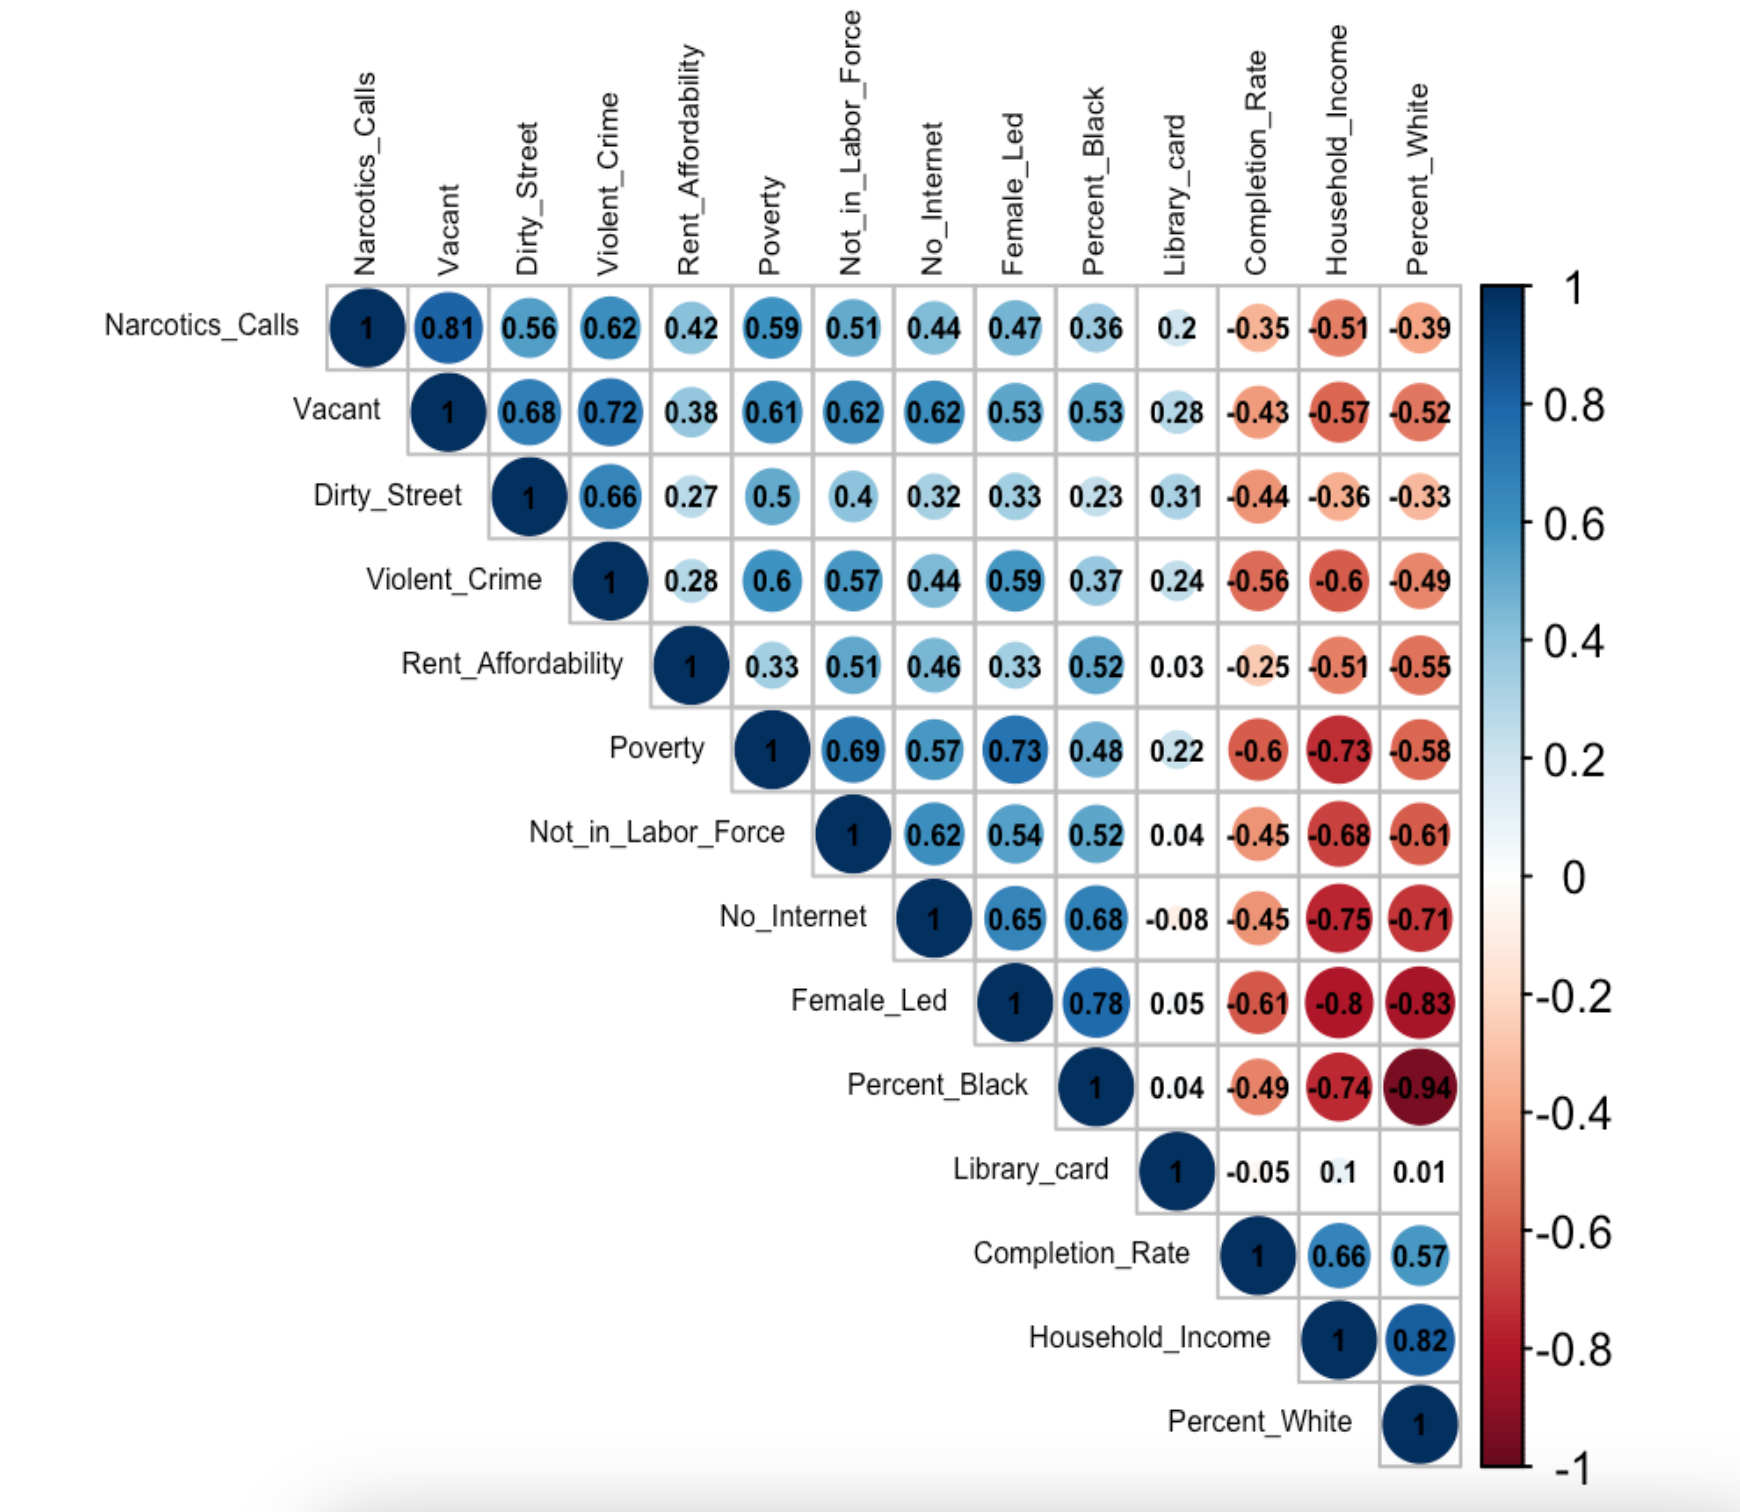 Narcotics_Calls
Vacant
Dirty_Street
Violent_Crime
Rent_Affordability
Poverty
Not_in_Labor_Force
No_Internet
Female_Led
Percent_Black
Library_card
Completion_Rate
Household_Income
Percent_White
Narcotics_Calls 1 0.81 0.56 0.62 0.42 0.59 0.51 0.44 0.47 0.36 0.2 -0.35 -0.51 -0.39
Vacant 1 0.68 0.72 0.38 0.61 0.62 0.62 0.53 0.53 0.28 -0.43 -0.57 -0.52
Dirty_Street 1 0.66 0.27 0.5 0.4 0.32 0.33 0.23 0.31 -0.44 -0.36 -0.33
Violent_Crime 1 0.28 0.6 0.57 0.44 0.59 0.37 0.24 -0.56 -0.6 -0.49
Rent_Affordability 1 0.33 0.51 0.46 0.33 0.52 0.03 -0.25 -0.51 -0.55
Poverty 1 0.69 0.57 0.73 0.48 0.22 -0.6 -0.73 -0.58
Not_in_Labor_Force 1 0.62 0.54 0.52 0.04 -0.45 -0.68 -0.61
No_Internet 1 0.65 0.68 -0.08 -0.45 -0.75 -0.71
Female_Led 1 0.78 0.05 -0.61 -0.8 -0.83
Percent_Black 1 0.04 -0.49 -0.74 -0.94
Library_card 1 -0.05 0.1 0.01
Completion_Rate 1 0.66 0.57
Household_Income 1 0.82
Percent_White 1
1
0.8
0.6
0.4
0.2
0
-0.2
-0.4
-0.6
-0.8
-1